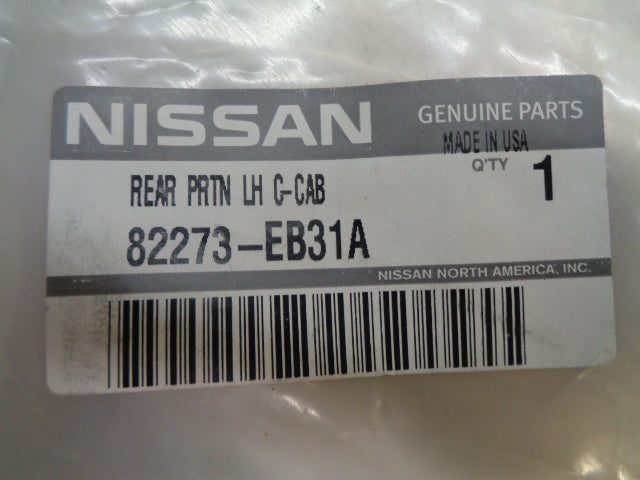 NISSAN
GENUINE PARTS
MADE IN USA
REAR PRTN LH C-CAB
Q'TY 1
82273-EB31A
NISSAN NORTH AMERICA, INC.